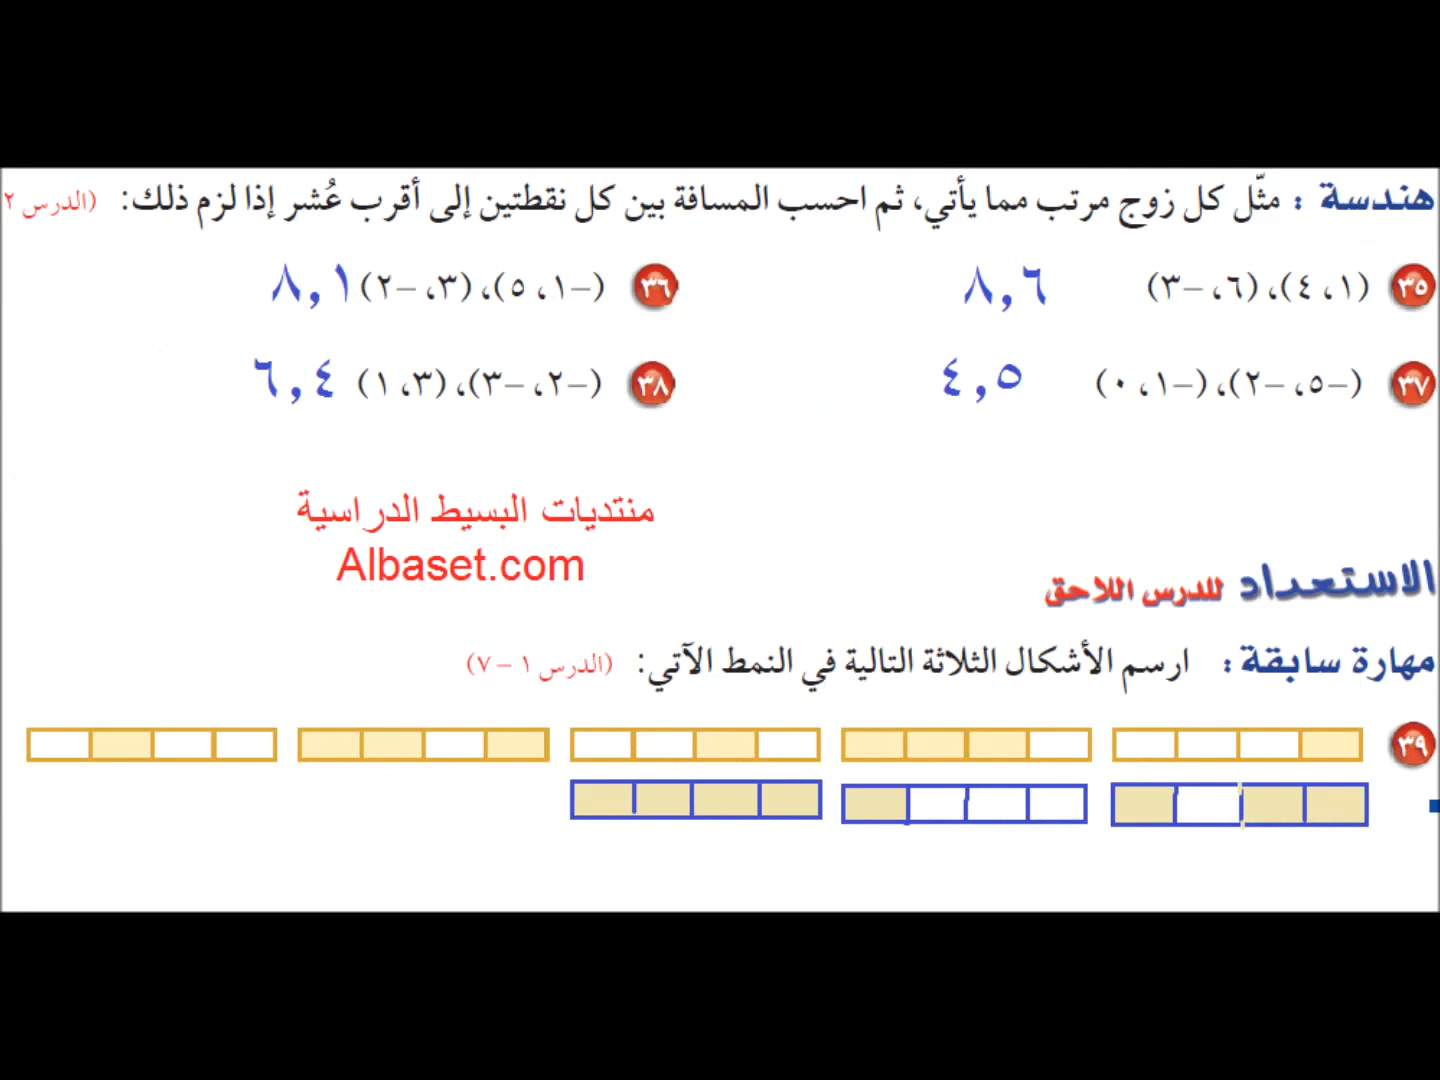 هندسة : مثّل كل زوج مرتب مما يأتي، ثم احسب المسافة بين كل نقطتين إلى أقرب عُشر إذا لزم ذلك: (الدرس ٢
٣٥ (١، ٤)، (٦، –٣) ٨,٦ ٣٦ (–١، ٥)، (٣، –٢) ٨,١
٣٧ (–٥، –٢)، (–١، ٠) ٤,٥ ٣٨ (–٢، –٣)، (٣، ١) ٦,٤
منتديات البسيط الدراسية
Albaset.com
الاستعداد للدرس اللاحق
مهارة سابقة : ارسم الأشكال الثلاثة التالية في النمط الآتي: (الدرس ١ – ٧)
٣٩